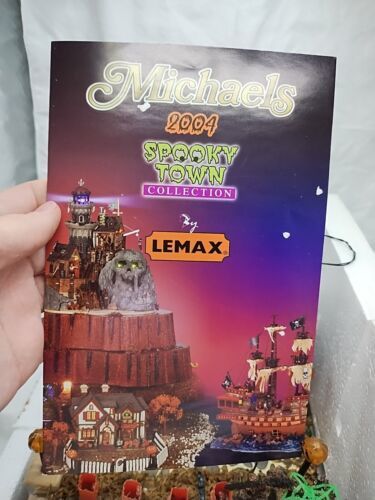 Michaels
2004
SPOOKY
TOWN
COLLECTION
by
LEMAX